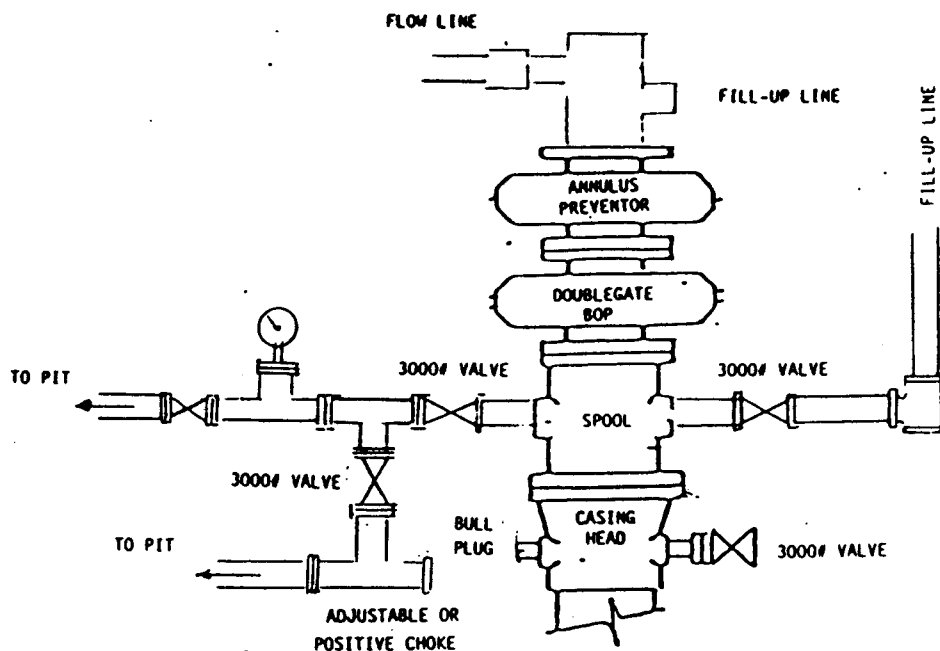 FLOW LINE
FILL-UP LINE
FILL-UP LINE
ANNULUS
PREVENTOR
DOUBLEGATE
BOP
TO PIT
3000# VALVE
3000# VALVE
SPOOL
3000# VALVE
BULL
PLUG
CASING
HEAD
3000# VALVE
TO PIT
ADJUSTABLE OR
POSITIVE CHOKE